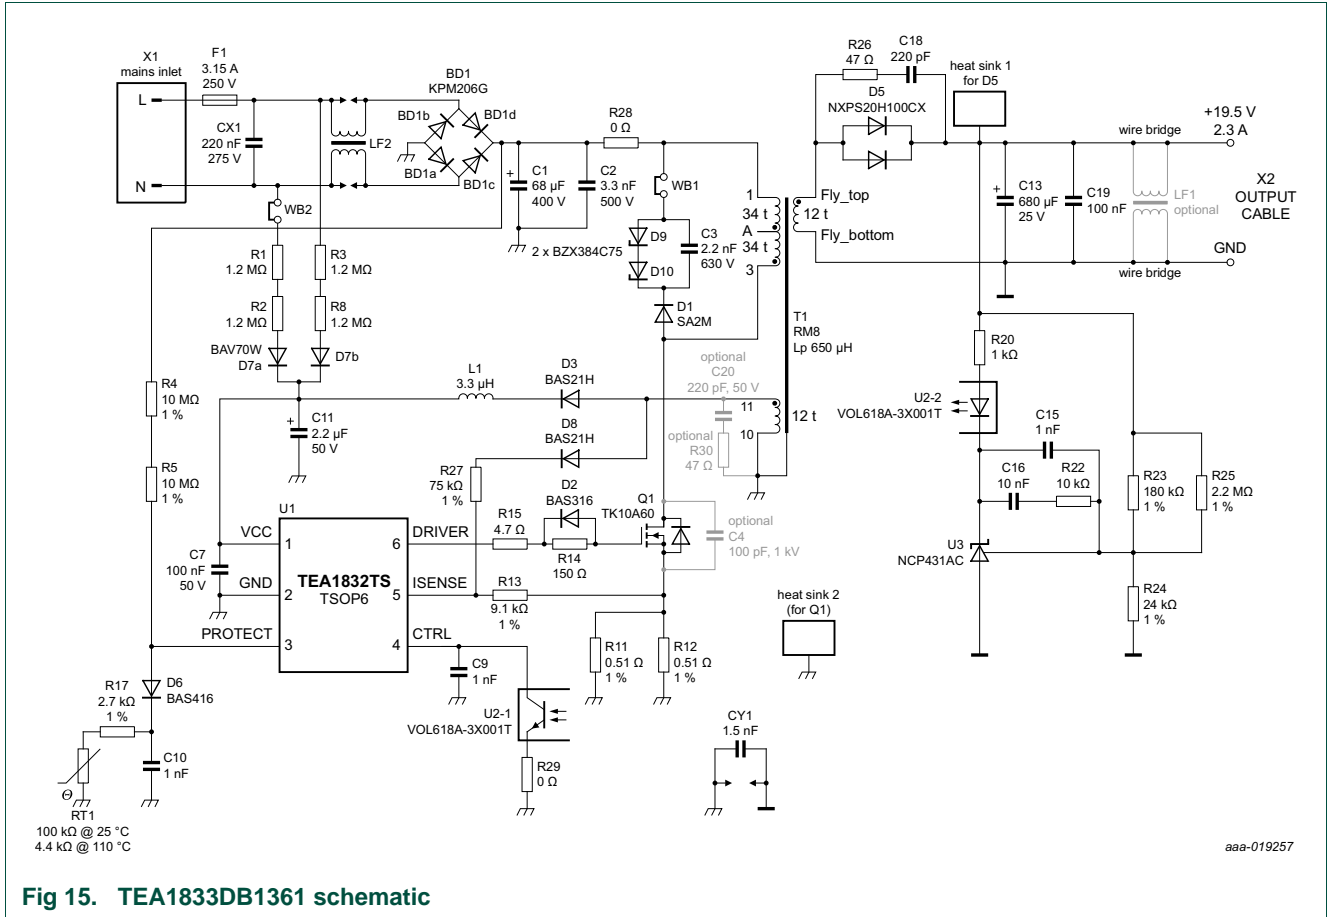 X1
mains inlet
L
N
F1
3.15 A
250 V
CX1
220 nF
275 V
LF2
BD1
KPM206G
BD1b
BD1d
BD1a
BD1c
R28
0 Ω
C1
68 µF
400 V
+
C2
3.3 nF
500 V
WB1
WB2
D9
D10
2 x BZX384C75
C3
2.2 nF
630 V
D1
SA2M
1
34 t
A
34 t
3
12 t
Fly_top
Fly_bottom
T1
RM8
Lp 650 µH
R26
47 Ω
C18
220 pF
D5
NXPS20H100CX
heat sink 1
for D5
+
C13
680 µF
25 V
C19
100 nF
wire bridge
LF1
optional
wire bridge
+19.5 V
2.3 A
X2
OUTPUT
CABLE
GND
R1
1.2 MΩ
R3
1.2 MΩ
R2
1.2 MΩ
R8
1.2 MΩ
BAV70W
D7a
D7b
R4
10 MΩ
1 %
R5
10 MΩ
1 %
+
C11
2.2 µF
50 V
L1
3.3 µH
D3
BAS21H
D8
BAS21H
R27
75 kΩ
1 %
D2
BAS316
optional
C20
220 pF, 50 V
optional
R30
47 Ω
11
10
12 t
Q1
TK10A60
optional
C4
100 pF, 1 kV
R15
4.7 Ω
R14
150 Ω
R13
9.1 kΩ
1 %
U1
VCC
1
GND
2
PROTECT
3
TEA1832TS
TSOP6
6
DRIVER
5
ISENSE
4
CTRL
C7
100 nF
50 V
R11
0.51 Ω
1 %
R12
0.51 Ω
1 %
C9
1 nF
U2-1
VOL618A-3X001T
R29
0 Ω
D6
BAS416
R17
2.7 kΩ
1 %
C10
1 nF
Θ
RT1
100 kΩ @ 25 °C
4.4 kΩ @ 110 °C
heat sink 2
(for Q1)
CY1
1.5 nF
R20
1 kΩ
U2-2
VOL618A-3X001T
C15
1 nF
C16
10 nF
R22
10 kΩ
R23
180 kΩ
1 %
R25
2.2 MΩ
1 %
U3
NCP431AC
R24
24 kΩ
1 %
aaa-019257
Fig 15. TEA1833DB1361 schematic